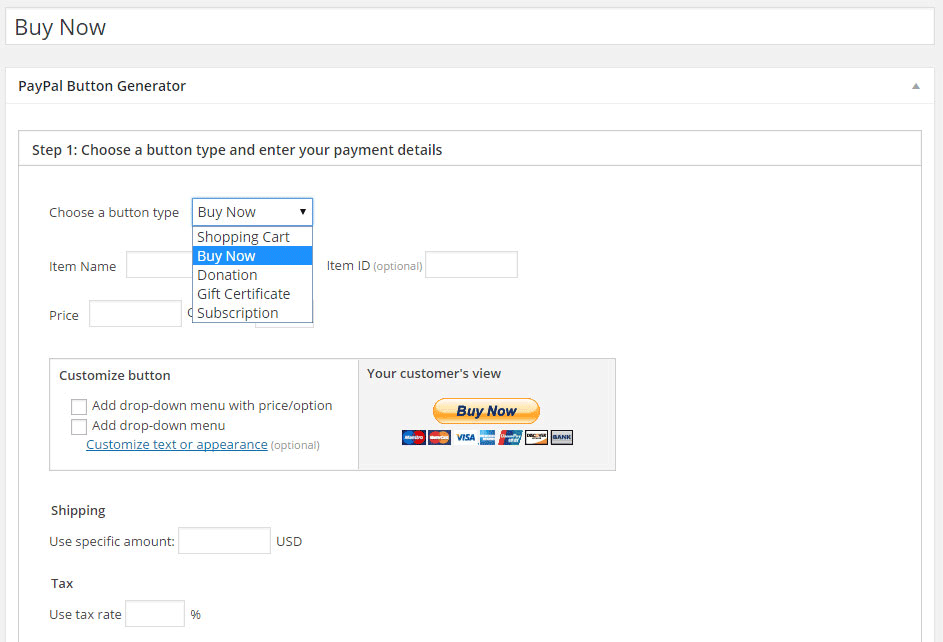 Buy Now
PayPal Button Generator
Step 1: Choose a button type and enter your payment details
Choose a button type Buy Now
Shopping Cart
Buy Now
Donation
Gift Certificate
Subscription
Item Name
Item ID (optional)
Price
Customize button
Add drop-down menu with price/option
Add drop-down menu
Customize text or appearance (optional)
Your customer's view
Buy Now
Maestro MasterCard VISA DISCOVER BANK
Shipping
Use specific amount: USD
Tax
Use tax rate %